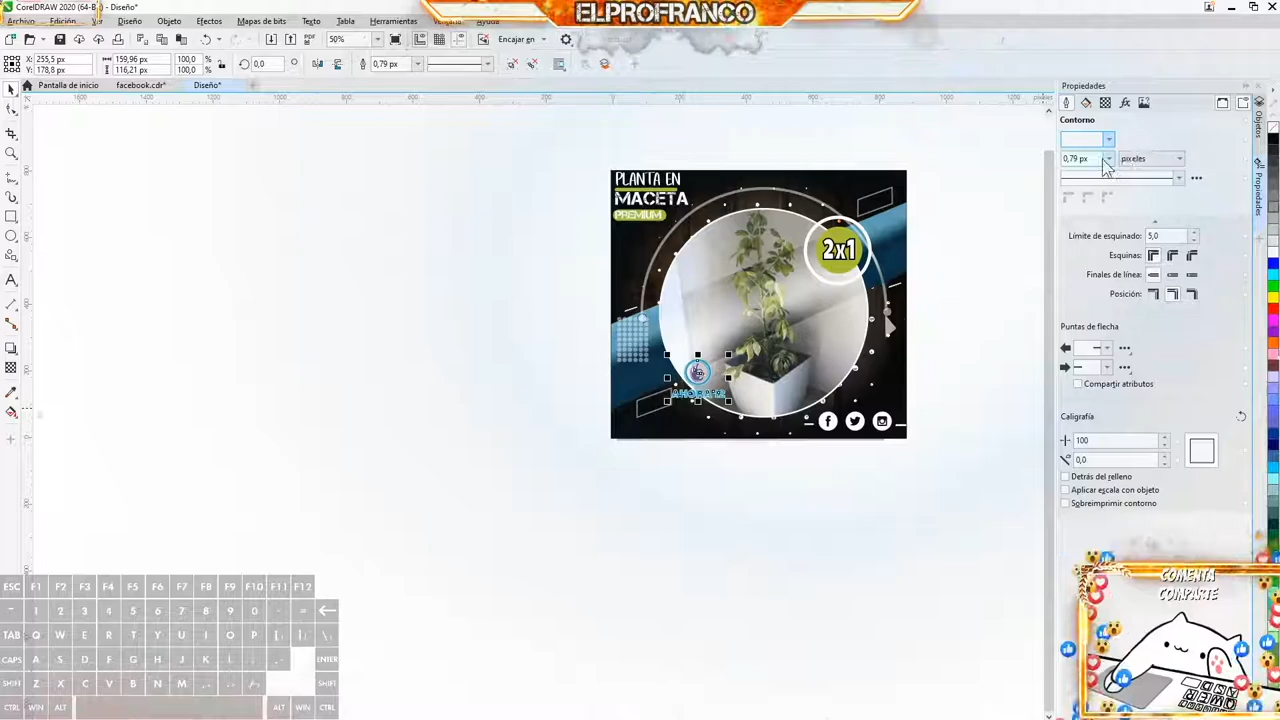 CorelDRAW 2020 (64-B
- Diseño*
ELPROFRANCO
Archivo
Edición
Diseño
Objeto
Efectos
Mapas de bits
Texto
Tabla
Herramientas
Ventana
Ayuda
50%
Encajar en
X: 255,5 px
Y: 178,8 px
159,96 px
116,21 px
100,0 %
100,0 %
0,0 °
0,79 px
Pantalla de inicio
facebook.cdr*
Diseño*
Propiedades
Contorno
0,79 px
píxeles
Límite de esquinado: 5,0
Esquinas:
Finales de línea:
Posición:
Puntas de flecha
Compartir atributos
Caligrafía
100
0,0
Detrás del relleno
Aplicar escala con objeto
Sobreimprimir contorno
Objetos
Propiedades
PLANTA EN
MACETA
PREMIUM
2x1
ESC F1 F2 F3 F4 F5 F6 F7 F8 F9 F10 F11 F12
1 2 3 4 5 6 7 8 9 0 - =
TAB Q W E R T Y U I O P [ ] \
CAPS A S D F G H J K L ENTER
SHIFT Z X C V B N M , . / SHIFT
CTRL WIN ALT ALT WIN CTRL
COMENTA
COMPARTE